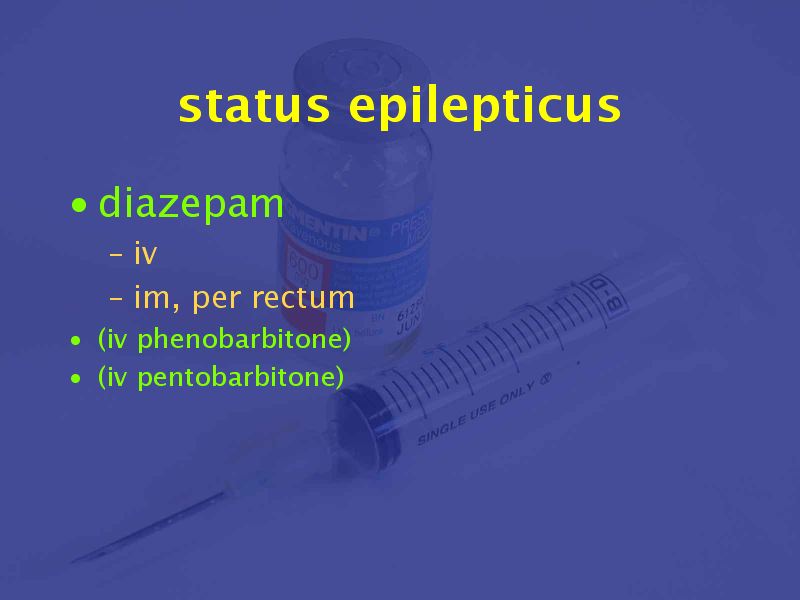 status epilepticus
• diazepam
– iv
– im, per rectum
• (iv phenobarbitone)
• (iv pentobarbitone)
MENTIN®
PRES
avenous
600
BN
JUN
SINGLE USE ONLY
B-D